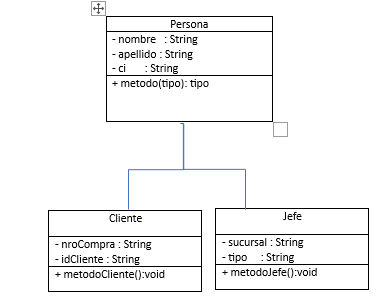 Persona
- nombre : String
- apellido : String
- ci : String
+ metodo(tipo): tipo
Cliente
- nroCompra : String
- idCliente : String
+ metodoCliente():void
Jefe
- sucursal : String
- tipo : String
+ metodoJefe():void